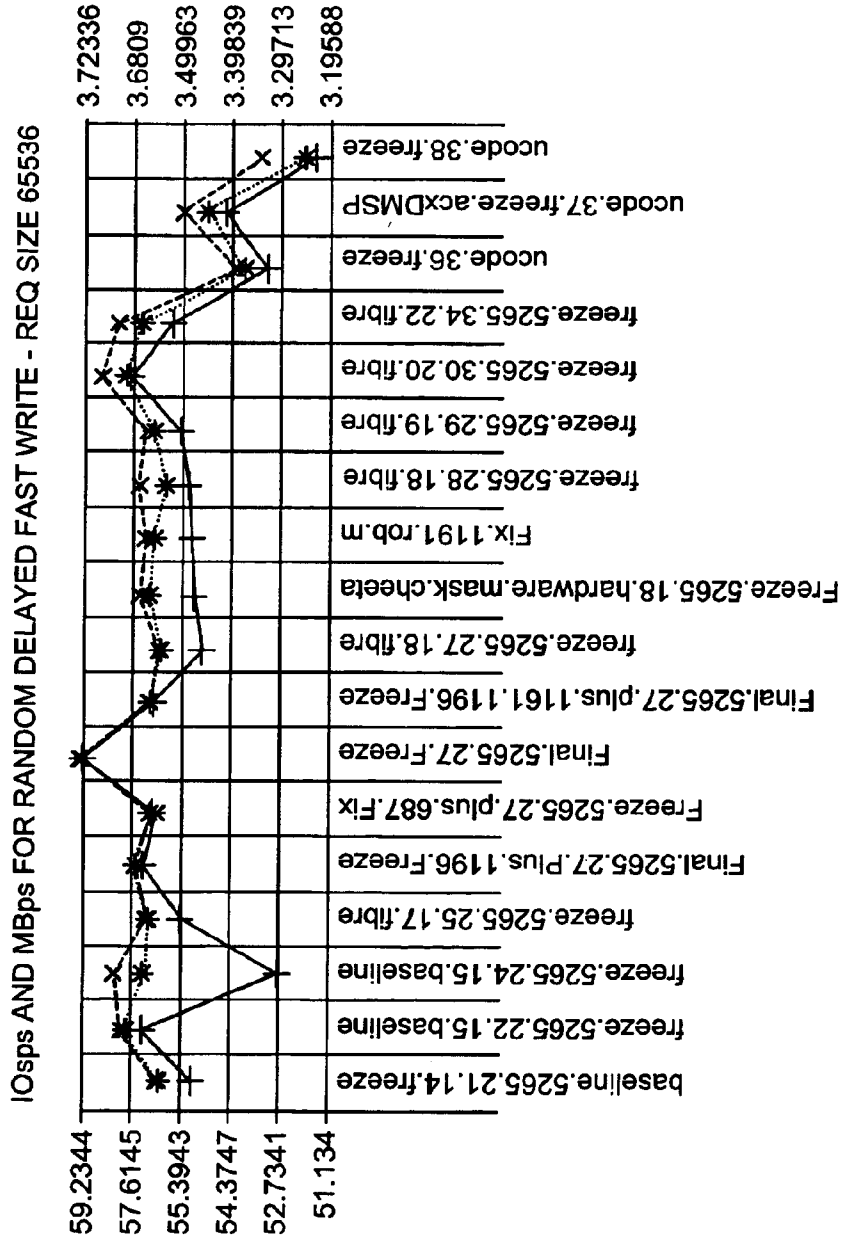 IOsps AND MBps FOR RANDOM DELAYED FAST WRITE - REQ SIZE 65536
59.2344
57.6145
55.3943
54.3747
52.7341
51.134
3.72336
3.6809
3.49963
3.39839
3.29713
3.19588
baseline.5265.21.14.freeze
freeze.5265.22.15.baseline
freeze.5265.24.15.baseline
freeze.5265.25.17.fibre
Final.5265.27.Plus.1196.Freeze
Freeze.5265.27.plus.687.Fix
Final.5265.27.Freeze
Final.5265.27.plus.1161.1196.Freeze
freeze.5265.27.18.fibre
Freeze.5265.18.hardware.mask.cheeta
Fix.1191.rob.m
freeze.5265.28.18.fibre
freeze.5265.29.19.fibre
freeze.5265.30.20.fibre
freeze.5265.34.22.fibre
ucode.36.freeze
ucode.37.freeze.acxDMSP
ucode.38.freeze